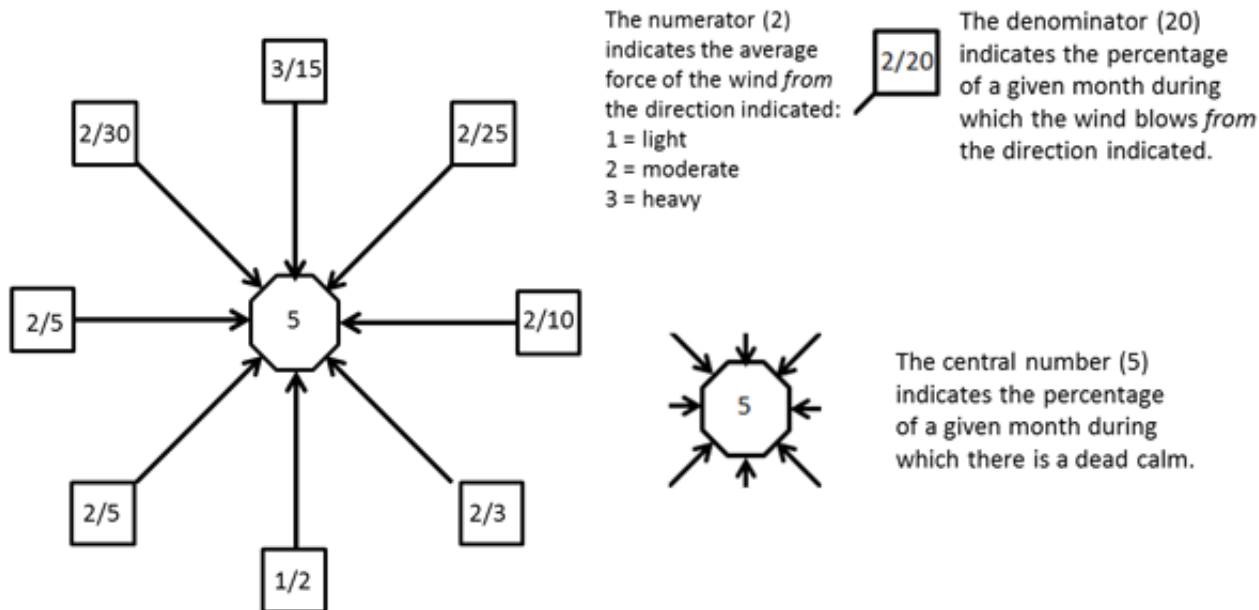 3/15
2/30
2/25
2/5
5
2/10
2/5
2/3
1/2
The numerator (2)
indicates the average
force of the wind from
the direction indicated:
1 = light
2 = moderate
3 = heavy
2/20
The denominator (20)
indicates the percentage
of a given month during
which the wind blows from
the direction indicated.
5
The central number (5)
indicates the percentage
of a given month during
which there is a dead calm.